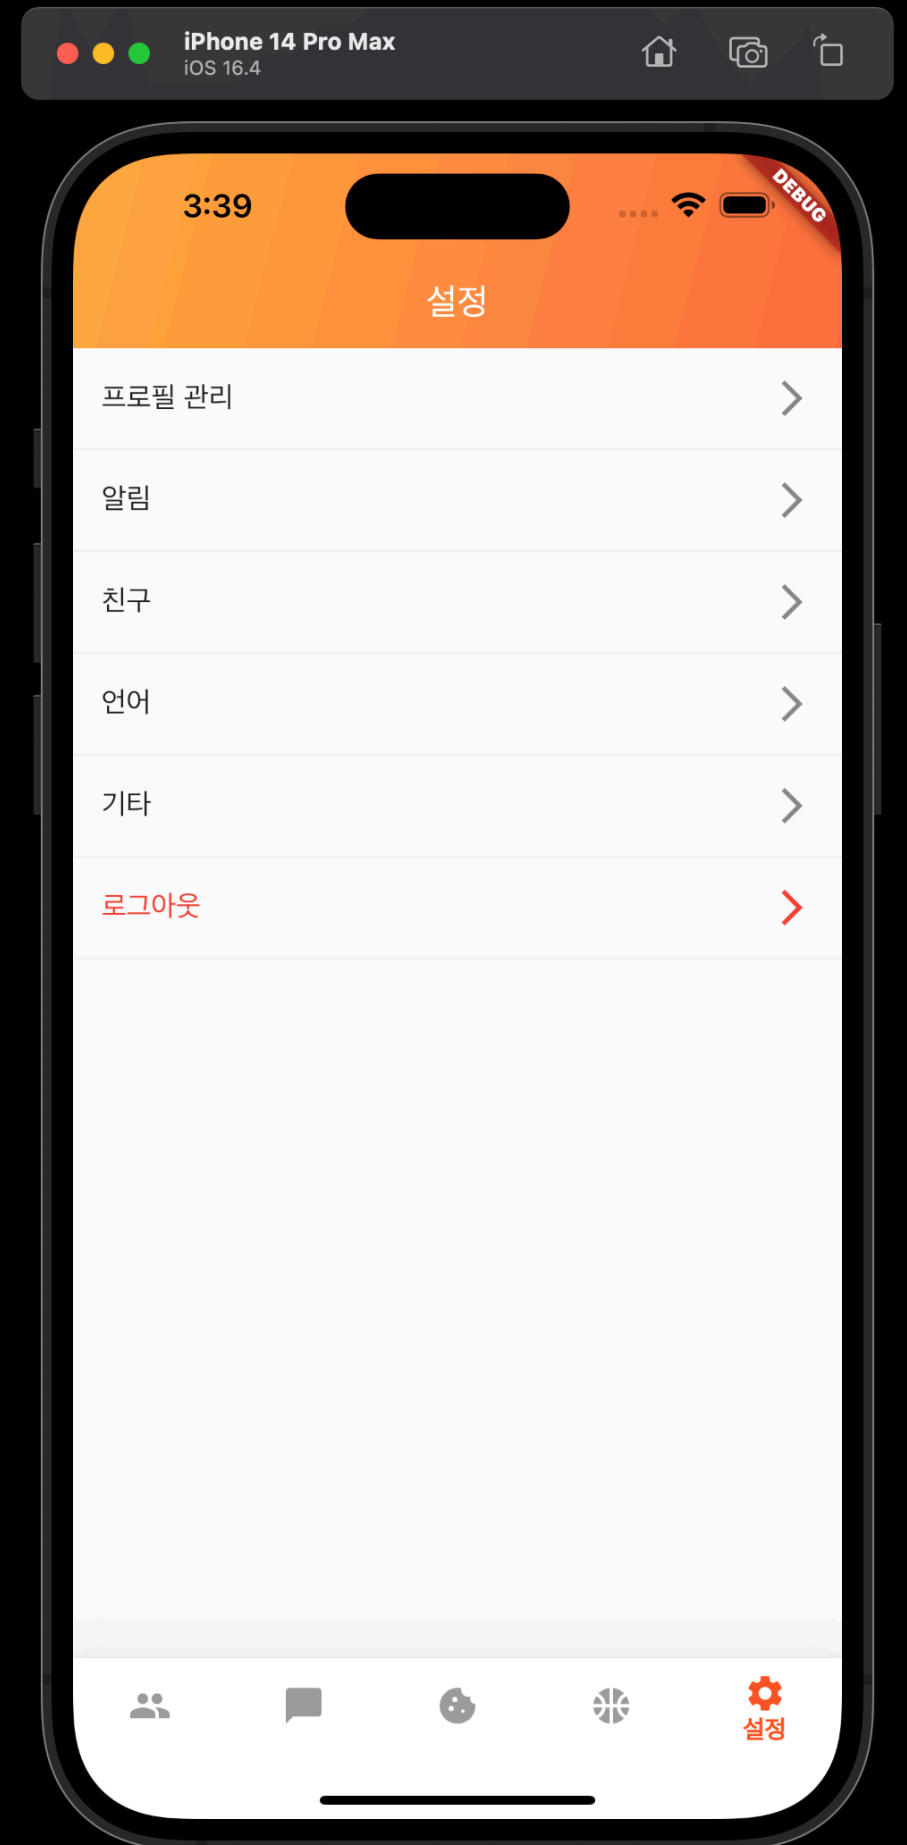 iPhone 14 Pro Max
iOS 16.4
3:39
DEBUG
설정
프로필 관리
알림
친구
언어
기타
로그아웃
설정